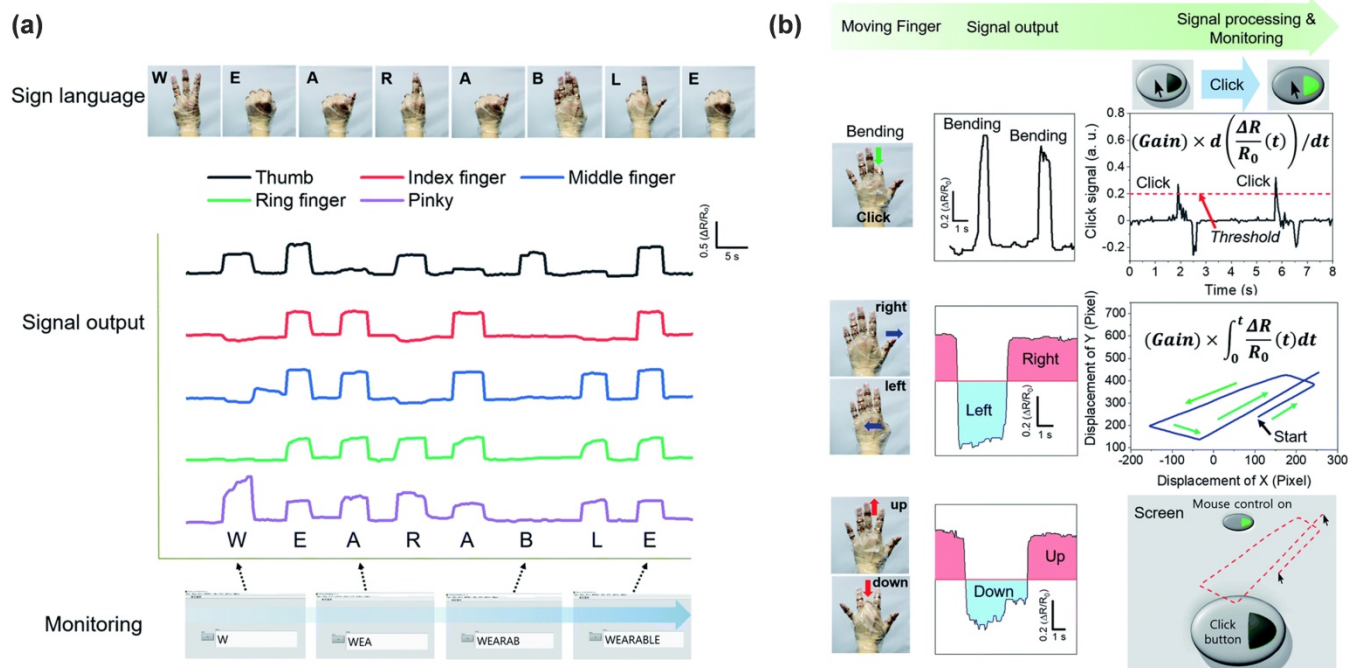 (a)
Sign language
W E A R A B L E
Thumb
Index finger
Middle finger
Ring finger
Pinky
0.5 (ΔR/R₀)
5 s
Signal output
W E A R A B L E
Monitoring
W
WEA
WEARAB
WEARABLE
(b)
Moving Finger
Signal output
Signal processing &
Monitoring
Click
Bending
Click
Bending
Bending
0.2 (ΔR/R₀)
1 s
Click signal (a. u.)
0.8
0.6
0.4
0.2
0
-0.2
(Gain) × d(ΔR/R₀(t))/dt
Click
Click
Threshold
0 1 2 3 4 5 6 7 8
Time (s)
right
left
Right
Left
0.2 (ΔR/R₀)
1 s
Displacement of Y (Pixel)
700
600
500
400
300
200
100
(Gain) × ∫₀ᵗ ΔR/R₀(t)dt
Start
-200 -100 0 100 200 300
Displacement of X (Pixel)
up
down
Up
Down
0.2 (ΔR/R₀)
1 s
Screen
Mouse control on
Click
button